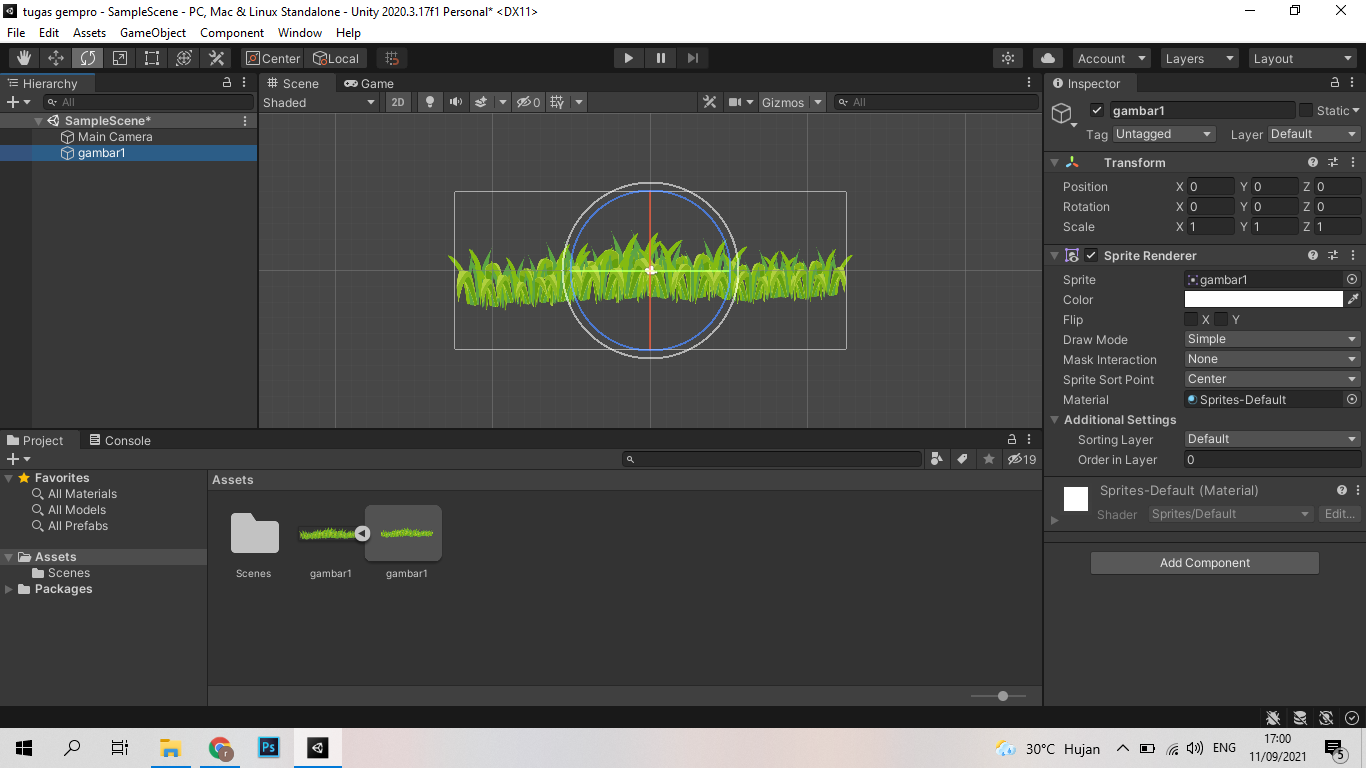 tugas gempro - SampleScene - PC, Mac & Linux Standalone - Unity 2020.3.17f1 Personal* <DX11>
File Edit Assets GameObject Component Window Help
Center Local Account Layers Layout
Hierarchy
All
SampleScene*
Main Camera
gambar1
Scene Game
Shaded 2D 0 Gizmos All
Inspector
gambar1 Static
Tag Untagged Layer Default
Transform
Position X 0 Y 0 Z 0
Rotation X 0 Y 0 Z 0
Scale X 1 Y 1 Z 1
Sprite Renderer
Sprite gambar1
Color
Flip X Y
Draw Mode Simple
Mask Interaction None
Sprite Sort Point Center
Material Sprites-Default
Additional Settings
Sorting Layer Default
Order in Layer 0
Sprites-Default (Material)
Shader Sprites/Default Edit...
Add Component
Project Console
19
Favorites
All Materials
All Models
All Prefabs
Assets
Scenes
Packages
Assets
Scenes gambar1 gambar1
Ps r 30°C Hujan ENG 17:00
11/09/2021 5